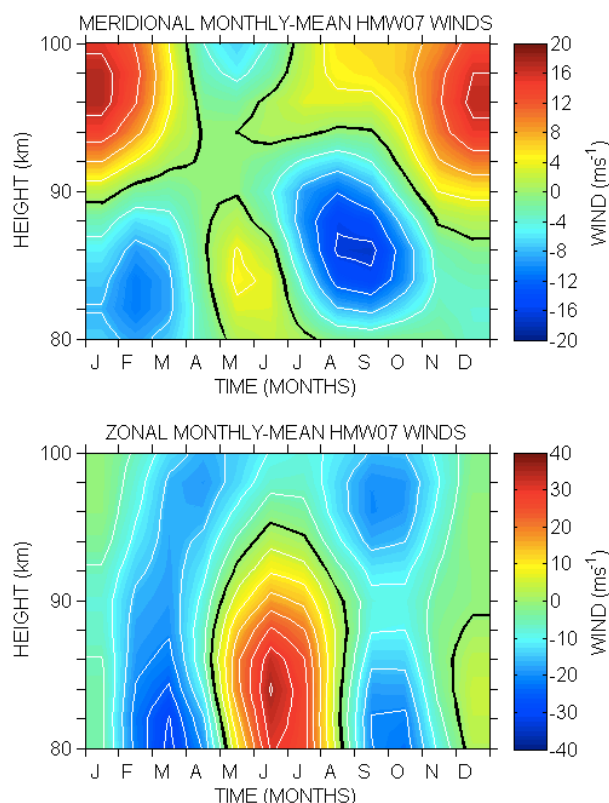 MERIDIONAL MONTHLY-MEAN HMW07 WINDS
100
90
80
HEIGHT (km)
J F M A M J J A S O N D
TIME (MONTHS)
20
16
12
8
4
0
-4
-8
-12
-16
-20
WIND (ms-1)
ZONAL MONTHLY-MEAN HMW07 WINDS
100
90
80
HEIGHT (km)
J F M A M J J A S O N D
TIME (MONTHS)
40
30
20
10
0
-10
-20
-30
-40
WIND (ms-1)